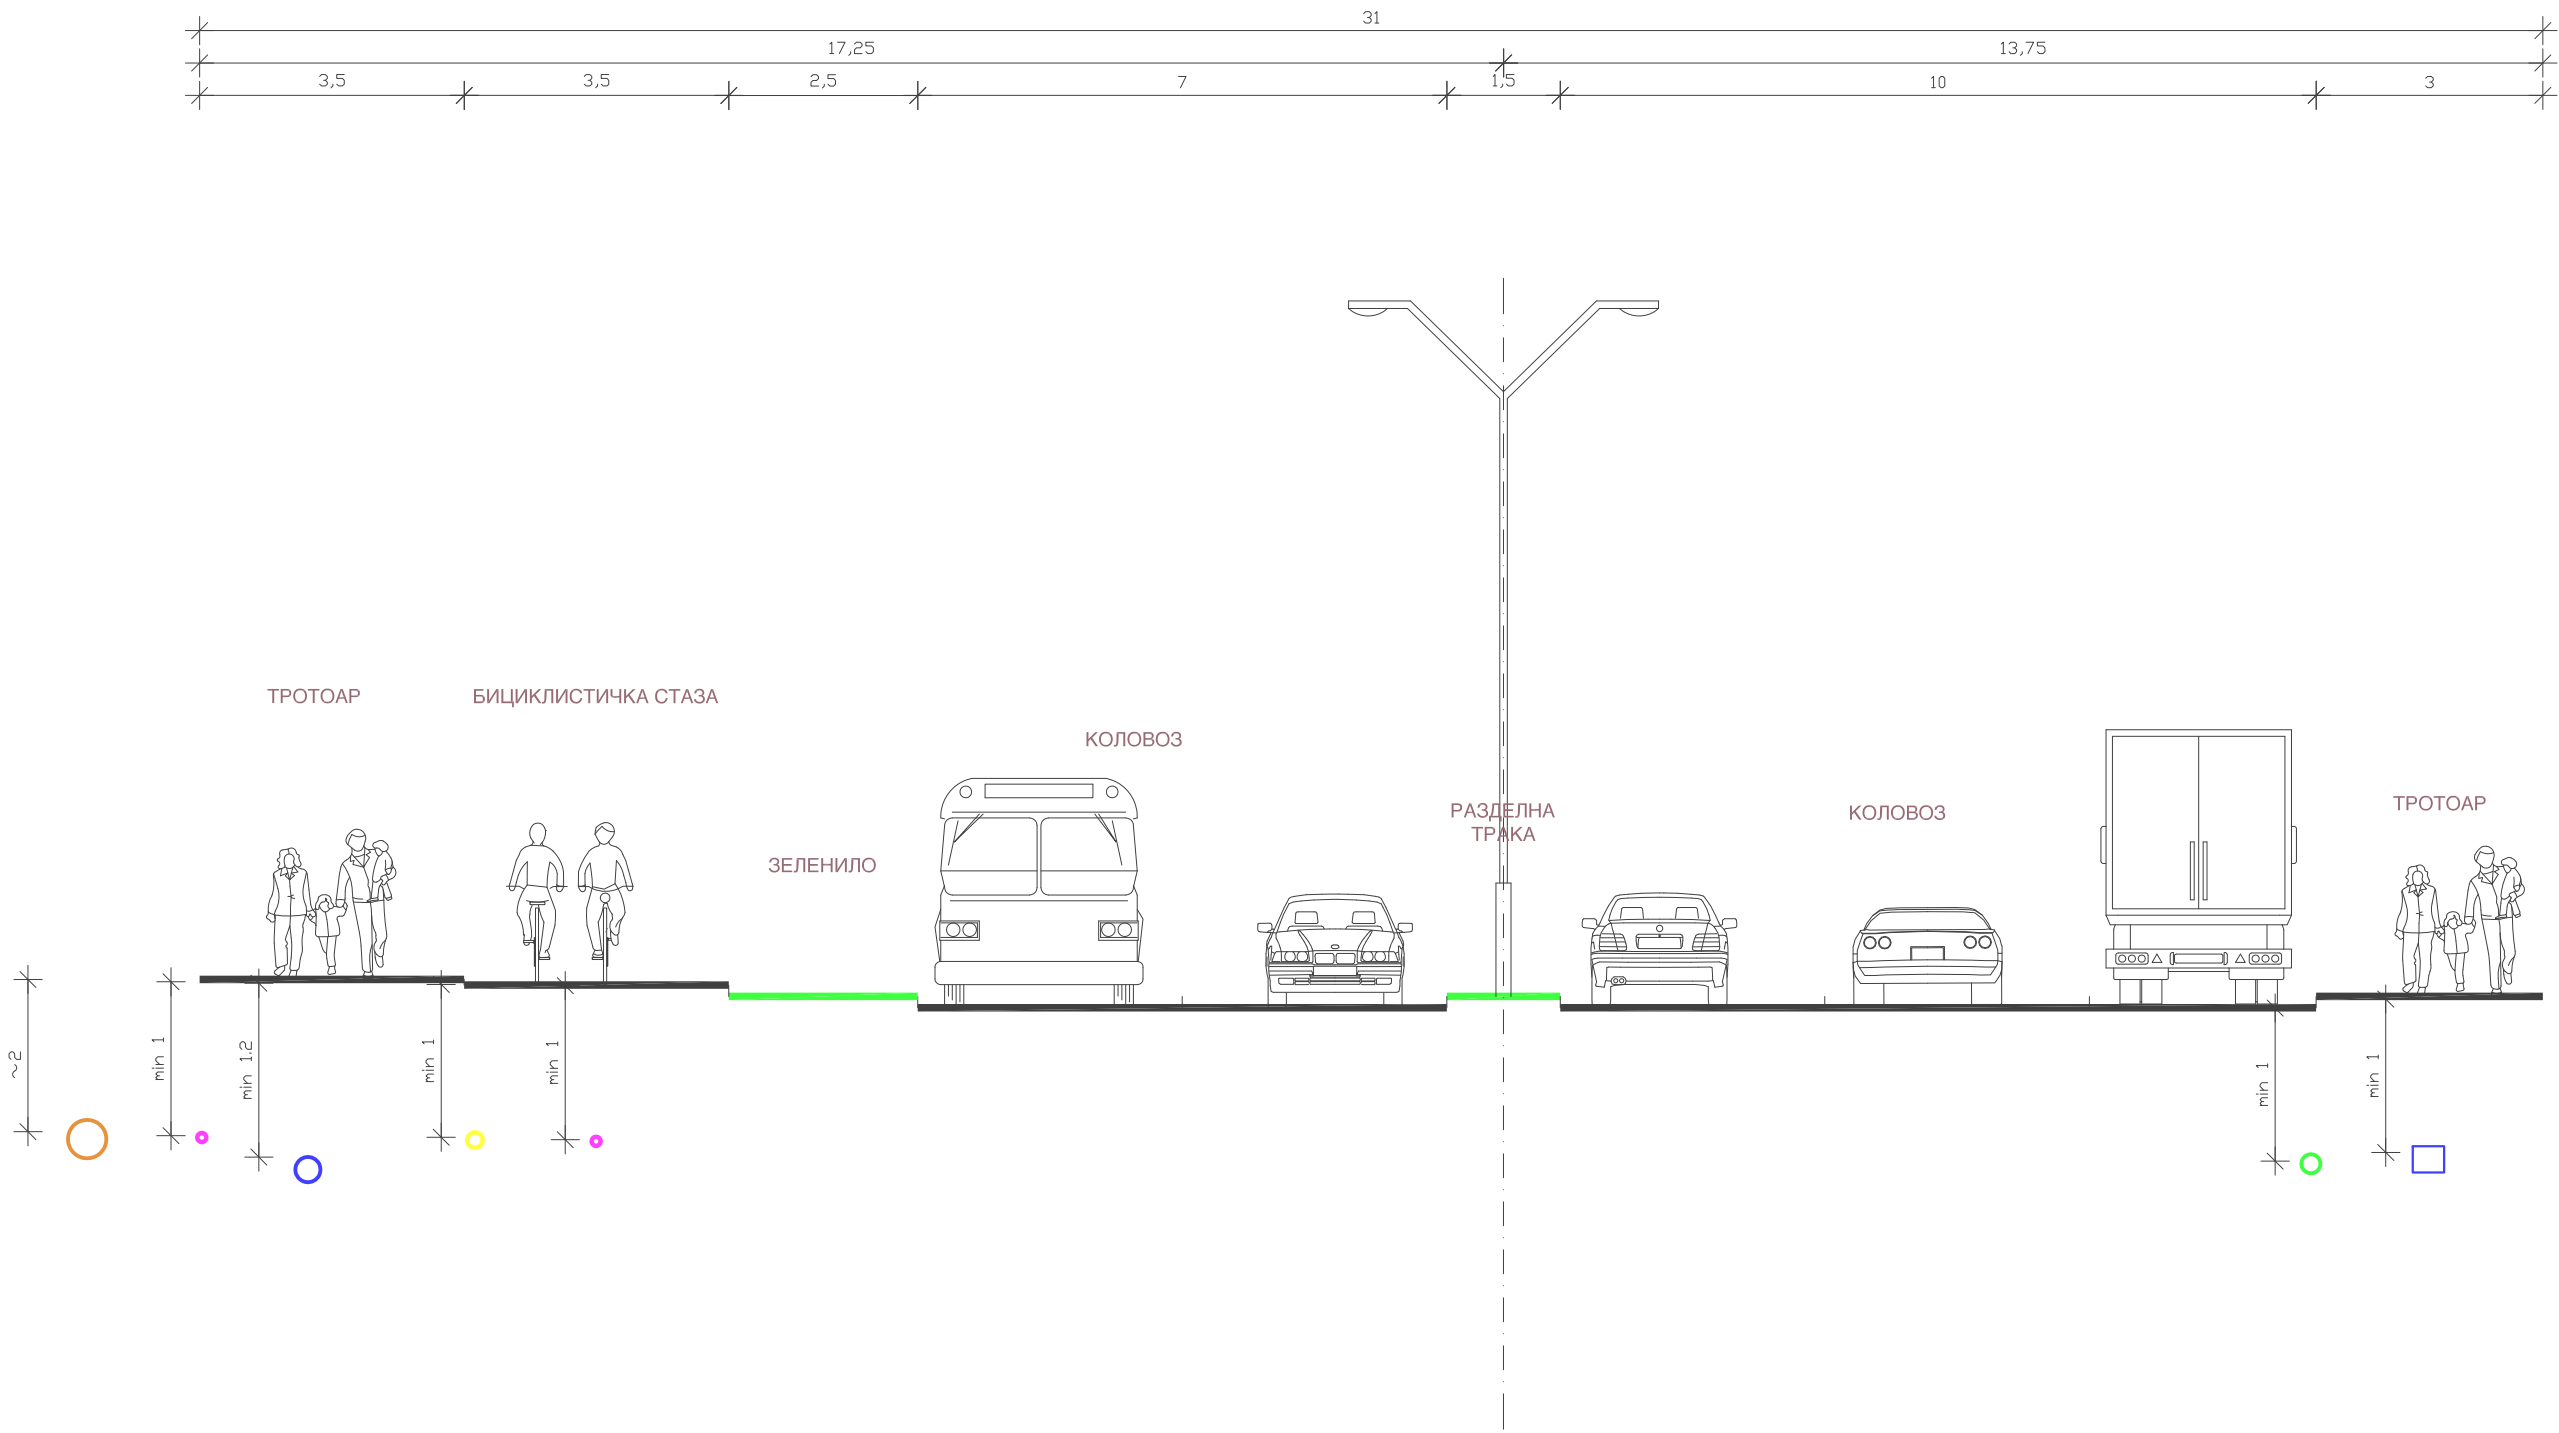 31
17,25
13,75
3,5
3,5
2,5
7
1,5
10
3
ТРОТОАР
БИЦИКЛИСТИЧКА СТАЗА
КОЛОВОЗ
ЗЕЛЕНИЛО
РАЗДЕЛНА
ТРАКА
КОЛОВОЗ
ТРОТОАР
~2
min 1
min 1.2
min 1
min 1
min 1
min 1